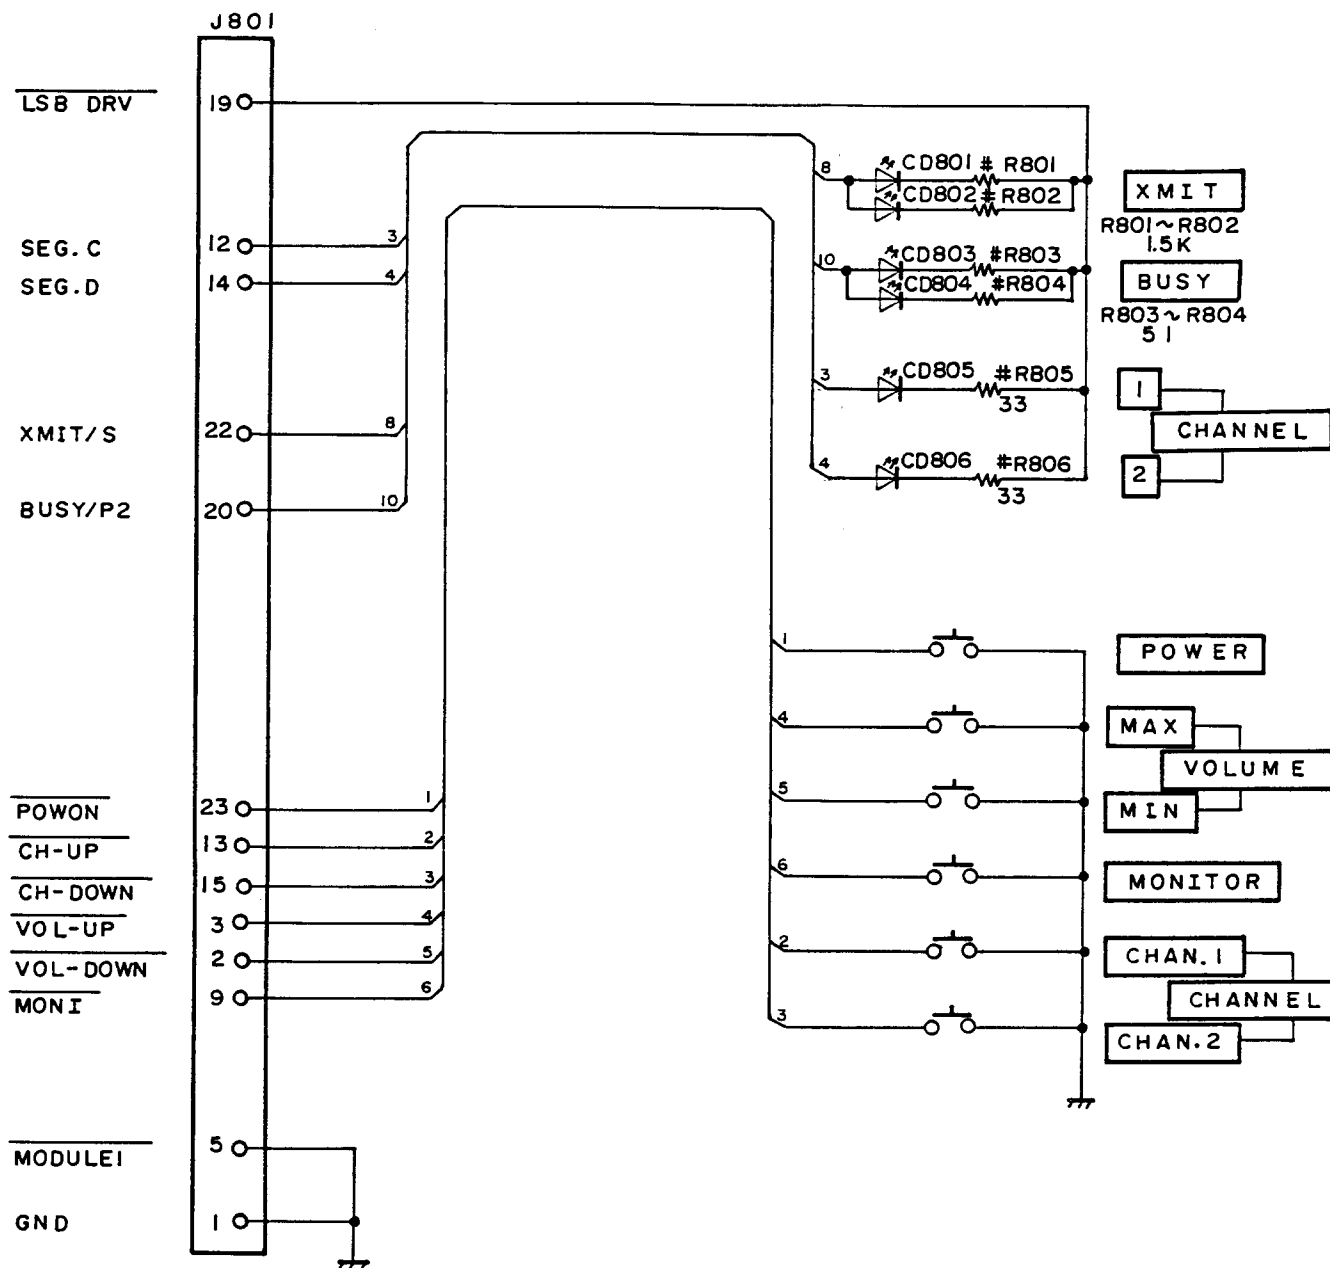 J801
LSB DRV 19
8 CD801 # R801
CD802 # R802
XMIT
R801~R802
1.5K
SEG.C 12 3
10 CD803 #R803
CD804 #R804
BUSY
R803~R804
51
SEG.D 14 4
3 CD805 #R805
33
1
CHANNEL
XMIT/S 22 8
4 CD806 #R806
33
2
BUSY/P2 20 10
1 POWER
4 MAX
VOLUME
5 MIN
POWON 23 1
CH-UP 13 2
CH-DOWN 15 3
6 MONITOR
VOL-UP 3 4
VOL-DOWN 2 5
2 CHAN.1
MONI 9 6
CHANNEL
3 CHAN.2
MODULE1 5
GND 1